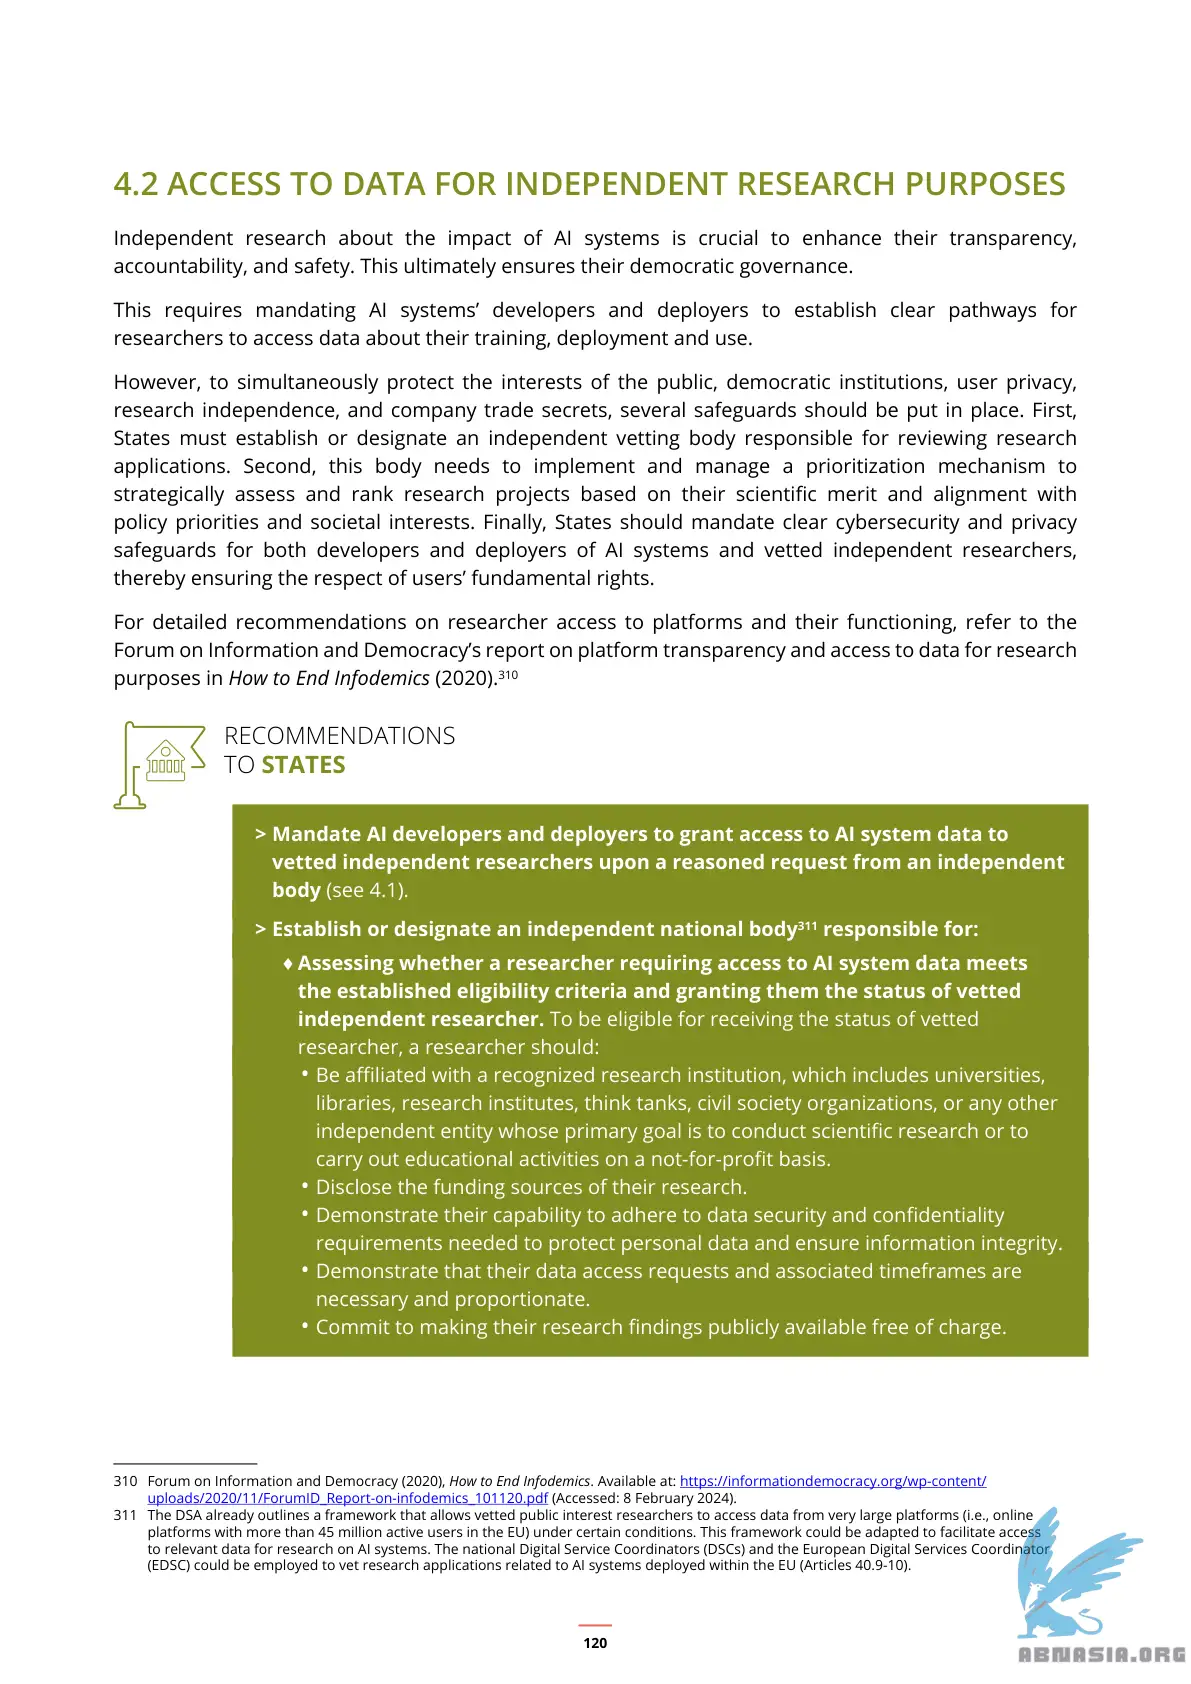 4.2 ACCESS TO DATA FOR INDEPENDENT RESEARCH PURPOSES
Independent research about the impact of AI systems is crucial to enhance their transparency,
accountability, and safety. This ultimately ensures their democratic governance.
This requires mandating AI systems’ developers and deployers to establish clear pathways for
researchers to access data about their training, deployment and use.
However, to simultaneously protect the interests of the public, democratic institutions, user privacy,
research independence, and company trade secrets, several safeguards should be put in place. First,
States must establish or designate an independent vetting body responsible for reviewing research
applications. Second, this body needs to implement and manage a prioritization mechanism to
strategically assess and rank research projects based on their scientific merit and alignment with
policy priorities and societal interests. Finally, States should mandate clear cybersecurity and privacy
safeguards for both developers and deployers of AI systems and vetted independent researchers,
thereby ensuring the respect of users’ fundamental rights.
For detailed recommendations on researcher access to platforms and their functioning, refer to the
Forum on Information and Democracy’s report on platform transparency and access to data for research
purposes in How to End Infodemics (2020).310
RECOMMENDATIONS
TO STATES
> Mandate AI developers and deployers to grant access to AI system data to
vetted independent researchers upon a reasoned request from an independent
body (see 4.1).
> Establish or designate an independent national body311 responsible for:
♦ Assessing whether a researcher requiring access to AI system data meets
the established eligibility criteria and granting them the status of vetted
independent researcher. To be eligible for receiving the status of vetted
researcher, a researcher should:
• Be affiliated with a recognized research institution, which includes universities,
libraries, research institutes, think tanks, civil society organizations, or any other
independent entity whose primary goal is to conduct scientific research or to
carry out educational activities on a not-for-profit basis.
• Disclose the funding sources of their research.
• Demonstrate their capability to adhere to data security and confidentiality
requirements needed to protect personal data and ensure information integrity.
• Demonstrate that their data access requests and associated timeframes are
necessary and proportionate.
• Commit to making their research findings publicly available free of charge.
310 Forum on Information and Democracy (2020), How to End Infodemics. Available at: https://informationdemocracy.org/wp-content/
uploads/2020/11/ForumID_Report-on-infodemics_101120.pdf (Accessed: 8 February 2024).
311 The DSA already outlines a framework that allows vetted public interest researchers to access data from very large platforms (i.e., online
platforms with more than 45 million active users in the EU) under certain conditions. This framework could be adapted to facilitate access
to relevant data for research on AI systems. The national Digital Service Coordinators (DSCs) and the European Digital Services Coordinator
(EDSC) could be employed to vet research applications related to AI systems deployed within the EU (Articles 40.9-10).
120
ABNASIA.ORG